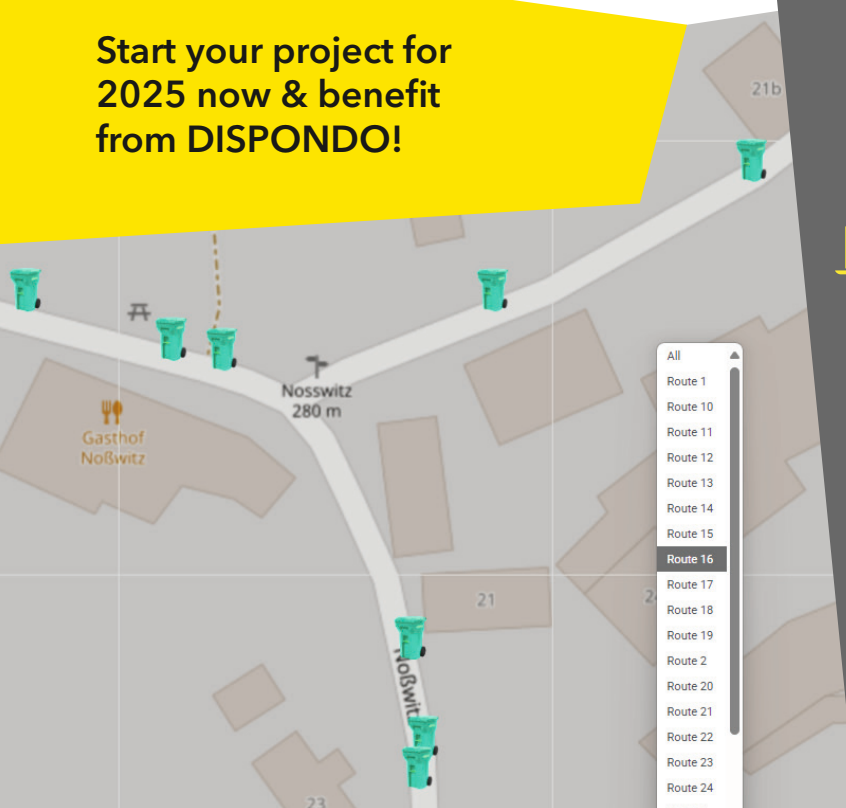 Start your project for
2025 now & benefit
from DISPONDO!
21b
Nosswitz
280 m
Gasthof
Noßwitz
21
Noßwit
23
All
Route 1
Route 10
Route 11
Route 12
Route 13
Route 14
Route 15
Route 16
Route 17
Route 18
Route 19
Route 2
Route 20
Route 21
Route 22
Route 23
Route 24